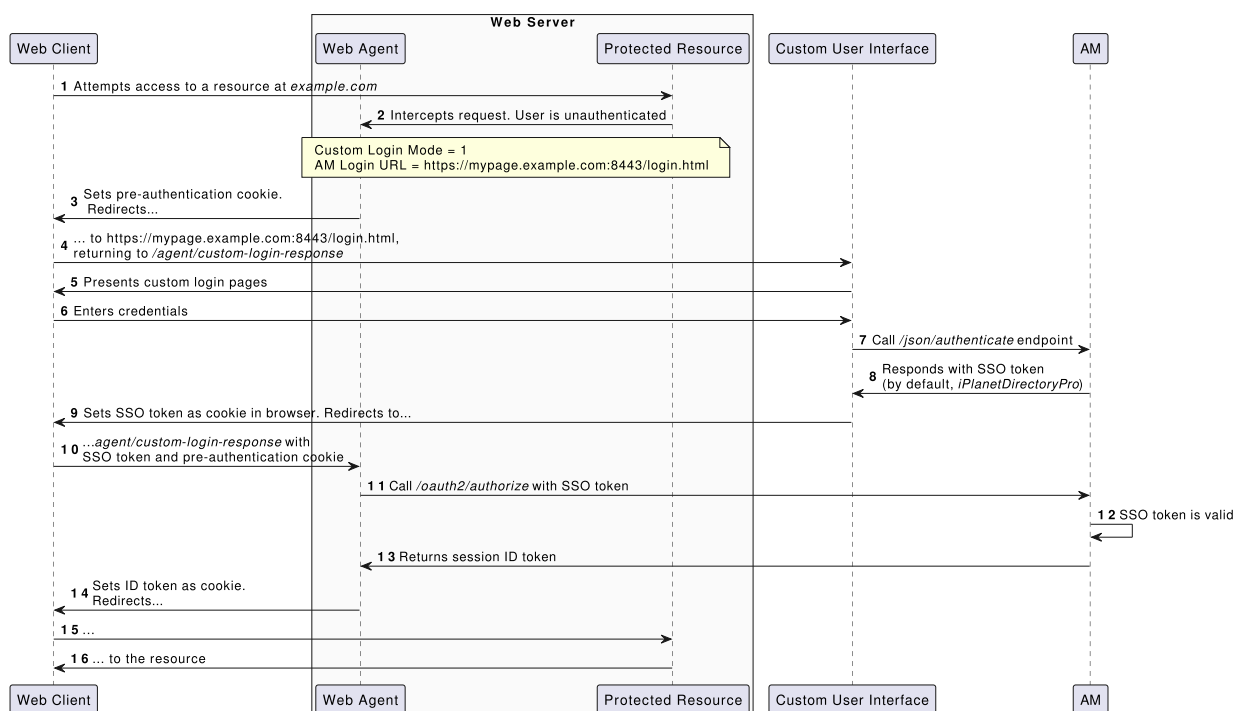 Web Server
Web Client
Web Agent
Protected Resource
Custom User Interface
AM
1 Attempts access to a resource at example.com
2 Intercepts request. User is unauthenticated
Custom Login Mode = 1
AM Login URL = https://mypage.example.com:8443/login.html
3 Sets pre-authentication cookie.
Redirects...
4 ... to https://mypage.example.com:8443/login.html,
returning to /agent/custom-login-response
5 Presents custom login pages
6 Enters credentials
7 Call /json/authenticate endpoint
8 Responds with SSO token
(by default, iPlanetDirectoryPro)
9 Sets SSO token as cookie in browser. Redirects to...
10 ...agent/custom-login-response with
SSO token and pre-authentication cookie
11 Call /oauth2/authorize with SSO token
12 SSO token is valid
13 Returns session ID token
14 Sets ID token as cookie.
Redirects...
15 ...
16 ... to the resource
Web Client
Web Agent
Protected Resource
Custom User Interface
AM